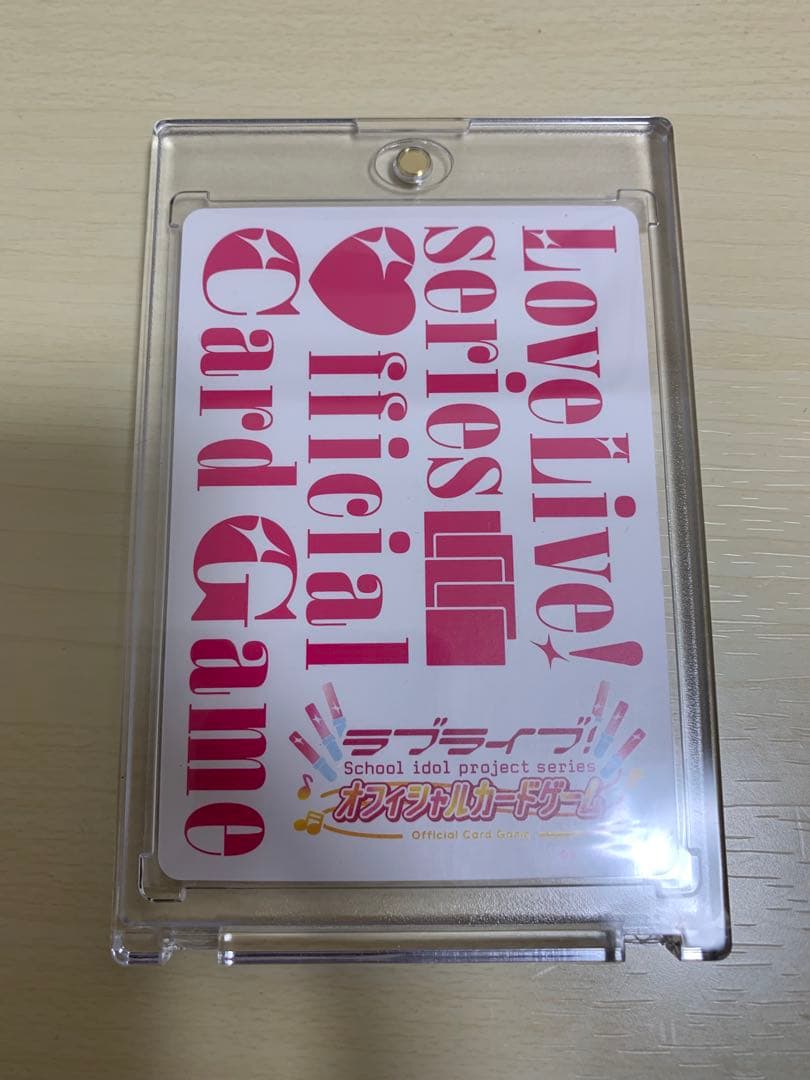 LoveLive!
series
♥fficial
Card Game
ラブライブ!
School idol project series
オフィシャルカードゲーム
Official Card Game